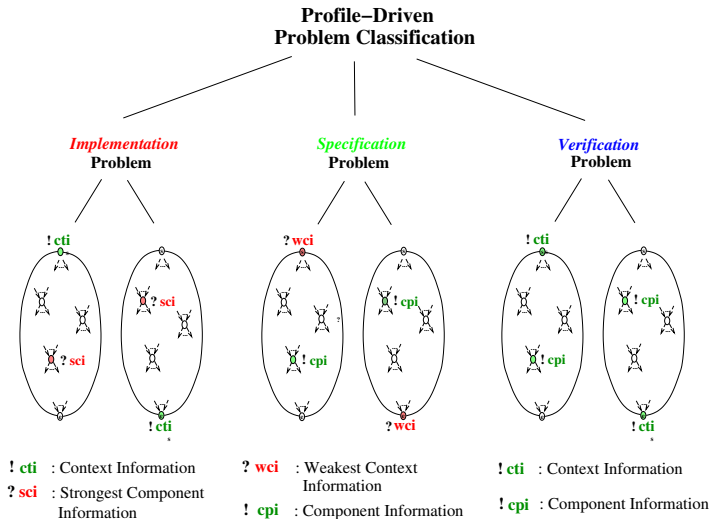 Profile–Driven
Problem Classification
Implementation
Problem
Specification
Problem
Verification
Problem
! cti
? sci
? sci
! cti
? wci
! cpi
? 
! cpi
? wci
! cti
! cpi
! cpi
! cti
! cti : Context Information
? sci : Strongest Component
Information
? wci : Weakest Context
Information
! cpi : Component Information
! cti : Context Information
! cpi : Component Information